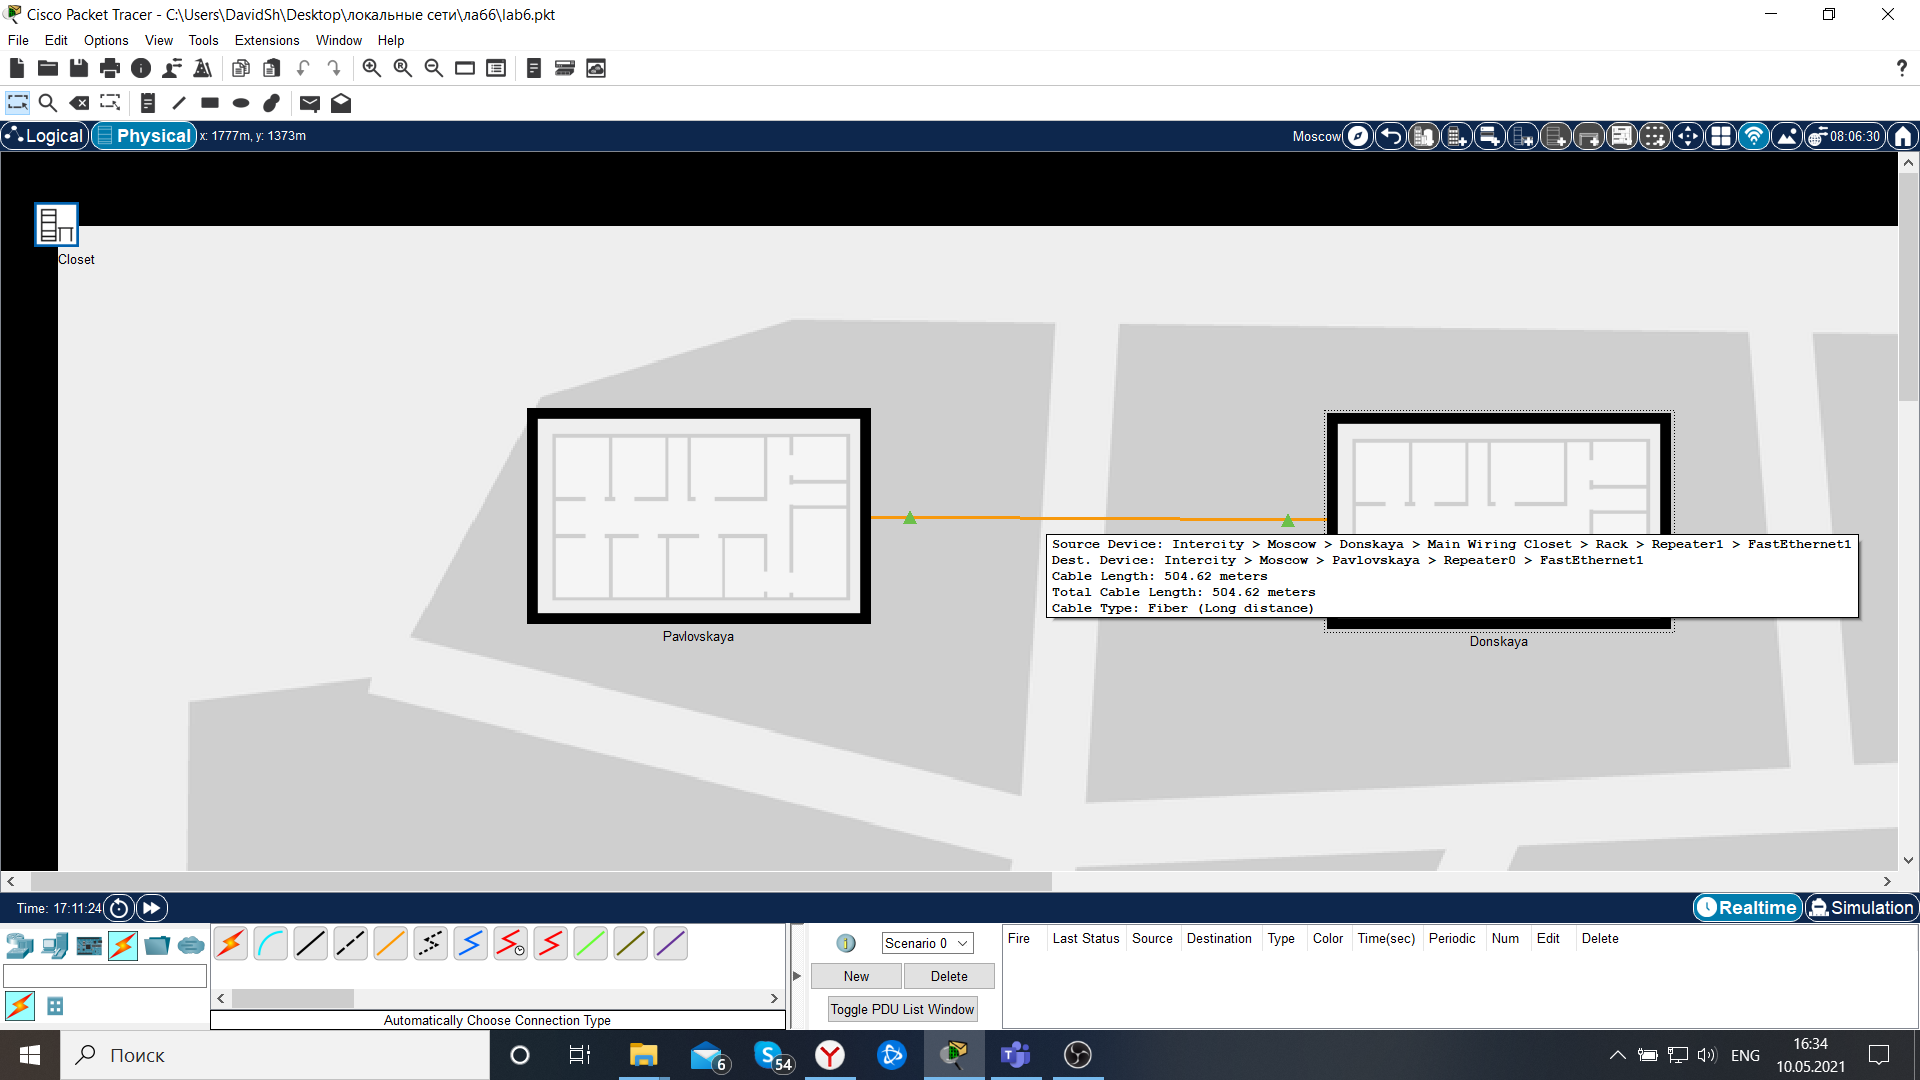 Cisco Packet Tracer - C:\Users\DavidSh\Desktop\локальные сети\ла66\lab6.pkt
File Edit Options View Tools Extensions Window Help
Logical Physical x: 1777m, y: 1373m Moscow 08:06:30
Closet
Source Device: Intercity > Moscow > Donskaya > Main Wiring Closet > Rack > Repeater1 > FastEthernet1
Dest. Device: Intercity > Moscow > Pavlovskaya > Repeater0 > FastEthernet1
Cable Length: 504.62 meters
Total Cable Length: 504.62 meters
Cable Type: Fiber (Long distance)
Pavlovskaya
Donskaya
Time: 17:11:24 Realtime Simulation
Scenario 0
New Delete
Toggle PDU List Window
Fire Last Status Source Destination Type Color Time(sec) Periodic Num Edit Delete
Automatically Choose Connection Type
Поиск
6
54
ENG
16:34
10.05.2021